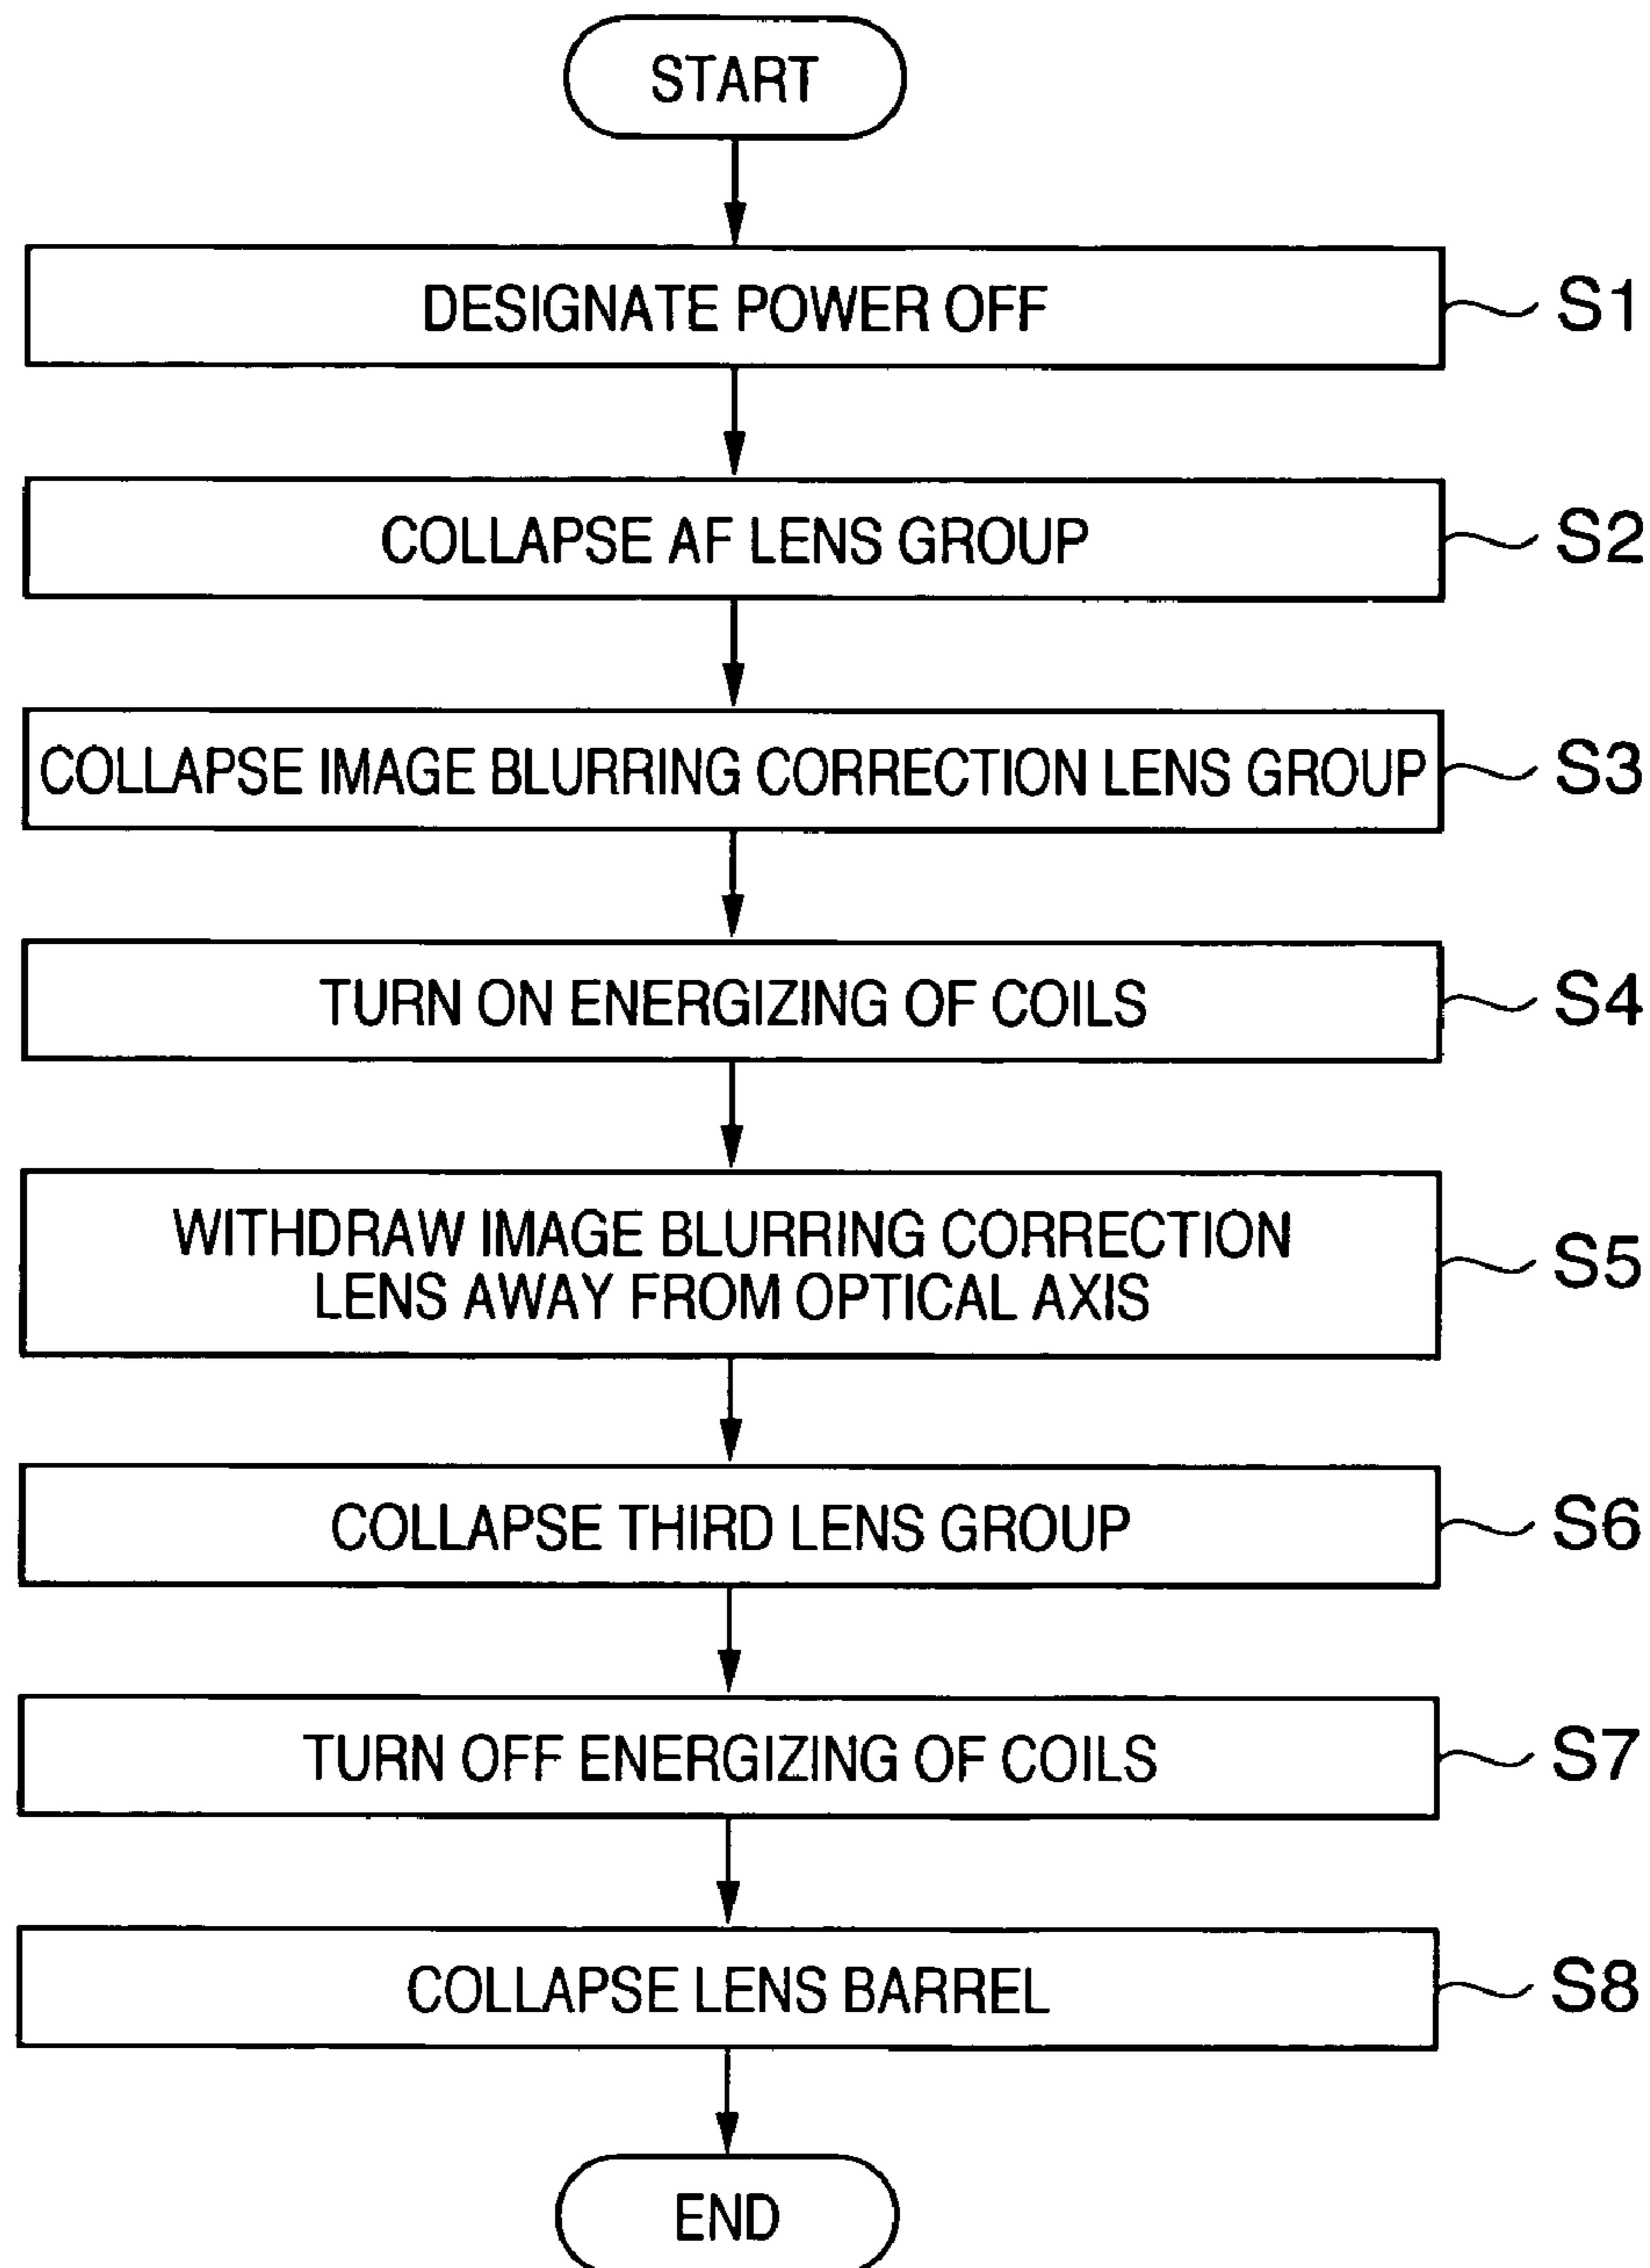 START
DESIGNATE POWER OFF
S1
COLLAPSE AF LENS GROUP
S2
COLLAPSE IMAGE BLURRING CORRECTION LENS GROUP
S3
TURN ON ENERGIZING OF COILS
S4
WITHDRAW IMAGE BLURRING CORRECTION
LENS AWAY FROM OPTICAL AXIS
S5
COLLAPSE THIRD LENS GROUP
S6
TURN OFF ENERGIZING OF COILS
S7
COLLAPSE LENS BARREL
S8
END